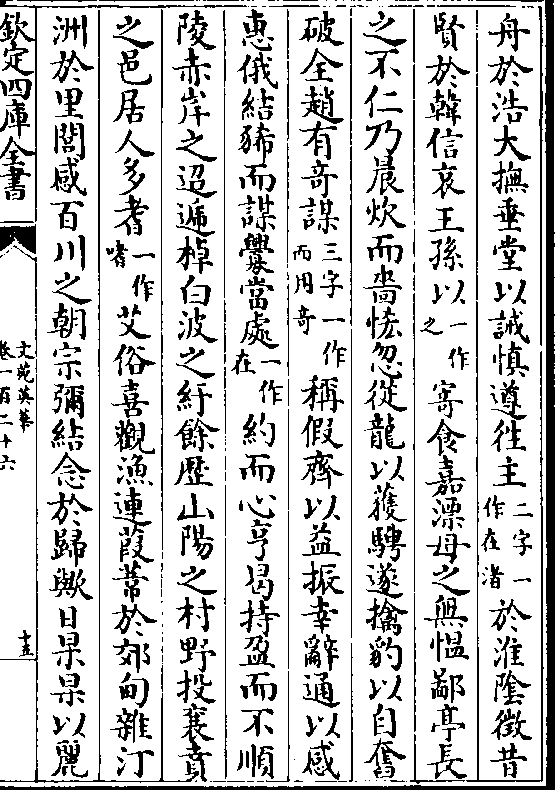 舟於浩大撫垂堂以誡慎遵往主二字一作在渚於淮陰徵昔
賢於韓信哀王孫以一作之寄食嘉漂母之無慍鄙亭長
之不仁乃晨炊而嗇恡忽從龍以獲騁遂擒豹以自奮
破全趙有奇謀三字一作而用奇稱假齊以益振幸辭通以感
惠俄結豨而謀釁當處一作在約而心亨曷持盈而不順
陵赤岸之迢遞棹白波之紆餘歷山陽之村野投襄賁
之邑居人多耆一作嗜艾俗喜觀漁連葭葦於郊甸雜汀
洲於里閭感百川之朝宗彌結念於歸歟日杲杲以麗
欽定四庫全書
文苑英華
卷一百二十六
十五